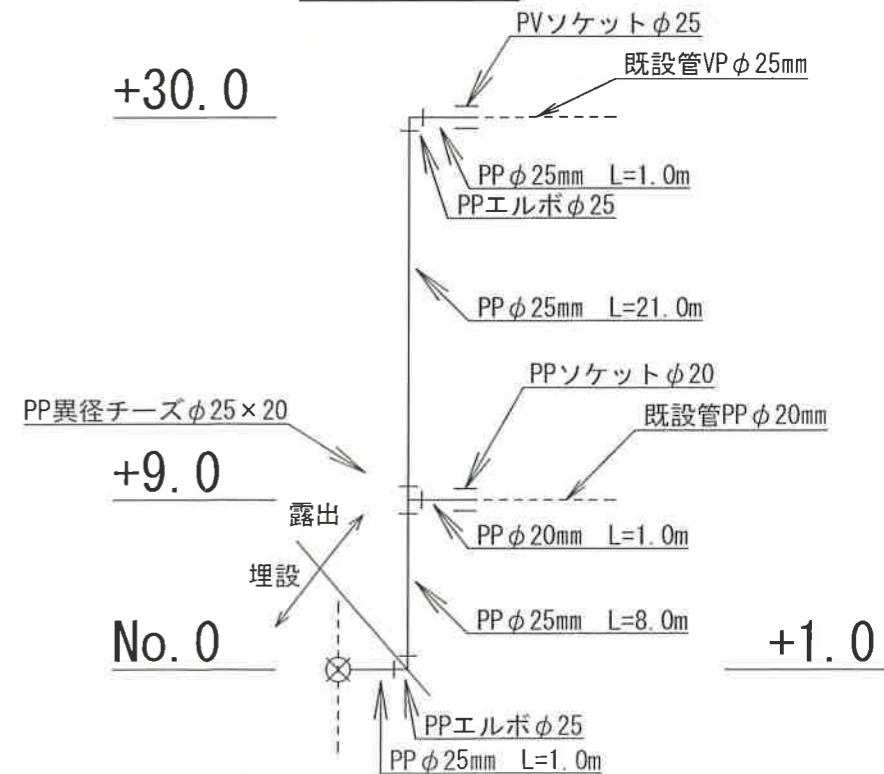 PVソケットφ25
既設管VPφ25mm
+30.0
PPφ25mm L=1.0m
PPエルボφ25
PPφ25mm L=21.0m
PPソケットφ20
PP異径チーズφ25×20
既設管PPφ20mm
+9.0
露出
PPφ20mm L=1.0m
埋設
PPφ25mm L=8.0m
No.0
+1.0
PPエルボφ25
PPφ25mm L=1.0m